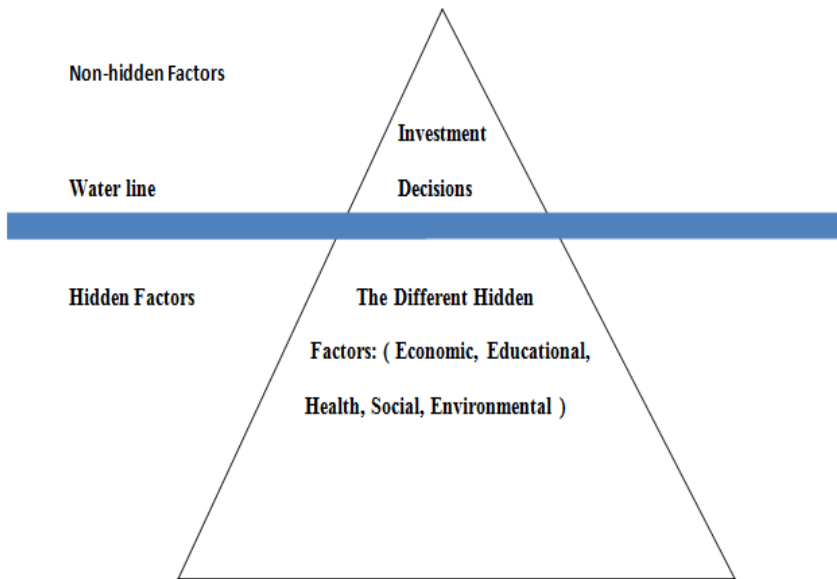 Non-hidden Factors
Investment
Water line
Decisions
Hidden Factors
The Different Hidden
Factors: ( Economic, Educational,
Health, Social, Environmental )